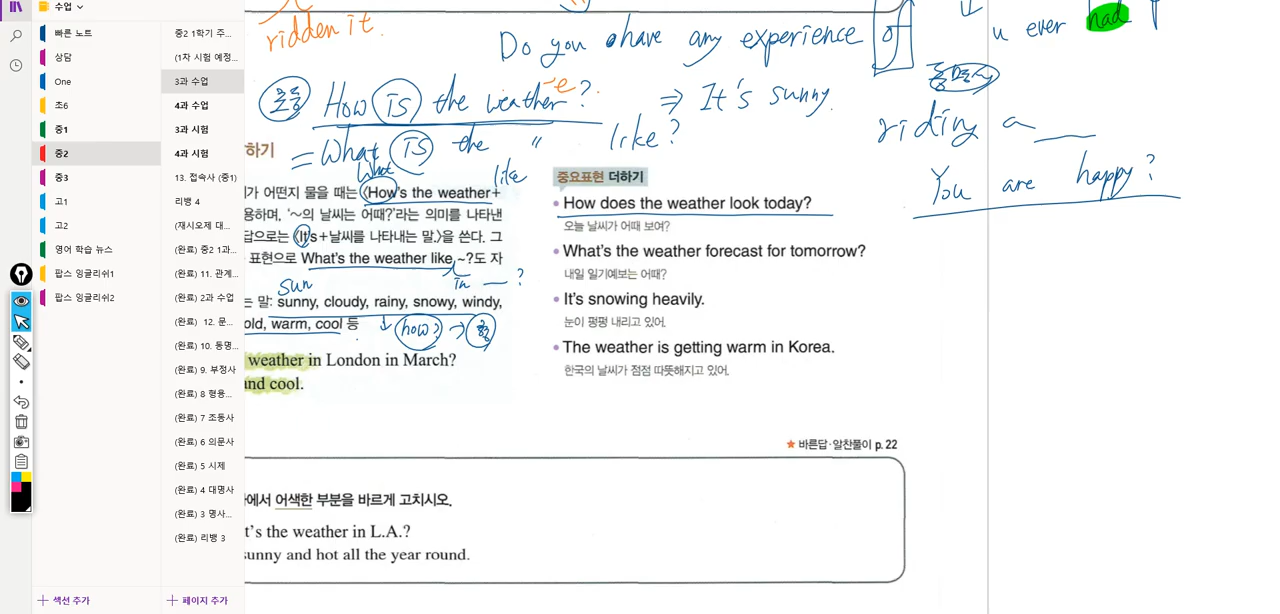 수업
빠른 노트
상담
One
초6
중1
중2
중3
고1
고2
영어 학습 뉴스
팝스 잉글리쉬1
팝스 잉글리쉬2
섹션 추가
중2 1학기 주...
(1차 시험 예정...
3과 수업
4과 수업
3과 시험
4과 시험
13. 접속사 (중1)
리뱅 4
(재시오제 대...
(완료) 중2 1과...
(완료) 11. 관계...
(완료) 2과 수업
(완료) 12. 문...
(완료) 10. 동명...
(완료) 9. 부정사
(완료) 8 형용...
(완료) 7 조동사
(완료) 6 의문사
(완료) 5 시제
(완료) 4 대명사
(완료) 3 명사...
(완료) 리뱅 3
페이지 추가
ridden it.
Do you have any experience of
u ever had
riding a
You are happy?
How is the weather? ⇒ It's sunny.
= What is the " like?
하기
What like
가 어떤지 물을 때는 《How's the weather+
용하며, '~의 날씨는 어때?'라는 의미를 나타낸
답으로는 《It's+날씨를 나타내는 말.》을 쓴다. 그
표현으로 What's the weather like ~?도 자
sun in ?
는 말: sunny, cloudy, rainy, snowy, windy,
old, warm, cool 등
how?
weather in London in March?
and cool.
중요표현 더하기
• How does the weather look today?
오늘 날씨가 어때 보여?
• What's the weather forecast for tomorrow?
내일 일기예보는 어때?
• It's snowing heavily.
눈이 펑펑 내리고 있어.
• The weather is getting warm in Korea.
한국의 날씨가 점점 따뜻해지고 있어.
★ 바른답·알찬풀이 p. 22
에서 어색한 부분을 바르게 고치시오.
t's the weather in L.A.?
sunny and hot all the year round.